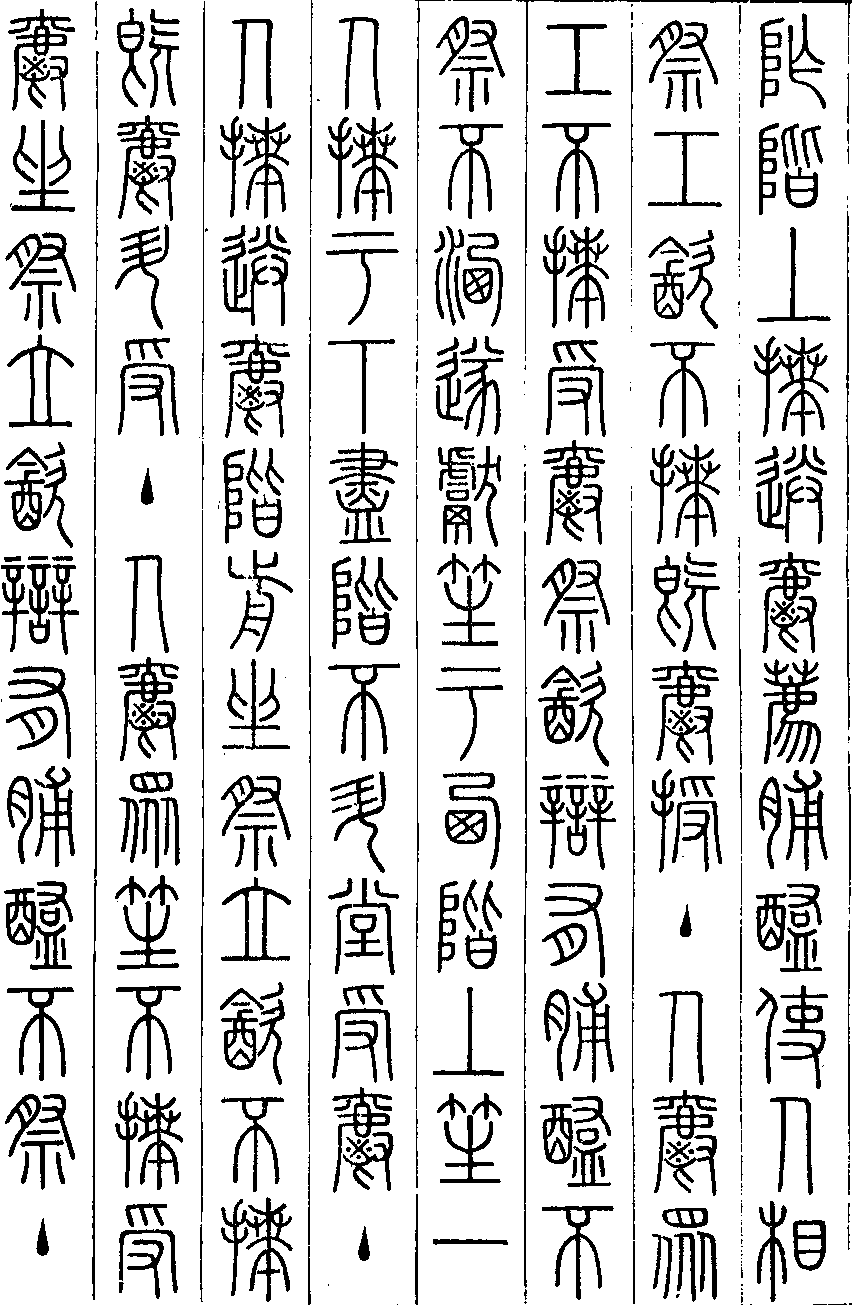 阼階上拜送爵薦脯醢使人相
祭工飲不拜既爵授主人爵眾
工不拜受爵祭飲辯有脯醢不
祭不洗遂獻笙于西階上笙一
人拜于下盡階不升堂受爵主
人拜送爵階前坐祭立飲不拜
既爵升受主人爵眾笙不拜受
爵坐祭立飲辯有脯醢不祭主